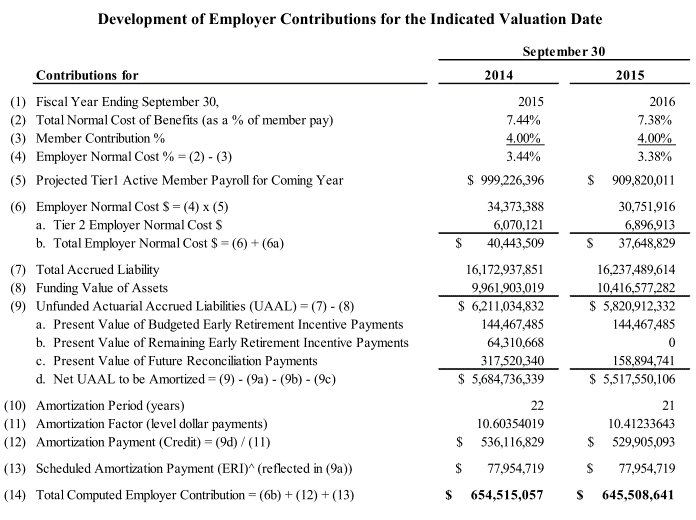 Development of Employer Contributions for the Indicated Valuation Date
September 30
Contributions for 2014 2015
(1) Fiscal Year Ending September 30, 2015 2016
(2) Total Normal Cost of Benefits (as a % of member pay) 7.44% 7.38%
(3) Member Contribution % 4.00% 4.00%
(4) Employer Normal Cost % = (2) - (3) 3.44% 3.38%
(5) Projected Tier1 Active Member Payroll for Coming Year $ 999,226,396 $ 909,820,011
(6) Employer Normal Cost $ = (4) x (5) 34,373,388 30,751,916
a. Tier 2 Employer Normal Cost $ 6,070,121 6,896,913
b. Total Employer Normal Cost $ = (6) + (6a) $ 40,443,509 $ 37,648,829
(7) Total Accrued Liability 16,172,937,851 16,237,489,614
(8) Funding Value of Assets 9,961,903,019 10,416,577,282
(9) Unfunded Actuarial Accrued Liabilities (UAAL) = (7) - (8) $ 6,211,034,832 $ 5,820,912,332
a. Present Value of Budgeted Early Retirement Incentive Payments 144,467,485 144,467,485
b. Present Value of Remaining Early Retirement Incentive Payments 64,310,668 0
c. Present Value of Future Reconciliation Payments 317,520,340 158,894,741
d. Net UAAL to be Amortized = (9) - (9a) - (9b) - (9c) $ 5,684,736,339 $ 5,517,550,106
(10) Amortization Period (years) 22 21
(11) Amortization Factor (level dollar payments) 10.60354019 10.41233643
(12) Amortization Payment (Credit) = (9d) / (11) $ 536,116,829 $ 529,905,093
(13) Scheduled Amortization Payment (ERI)^ (reflected in (9a)) $ 77,954,719 $ 77,954,719
(14) Total Computed Employer Contribution = (6b) + (12) + (13) $ 654,515,057 $ 645,508,641